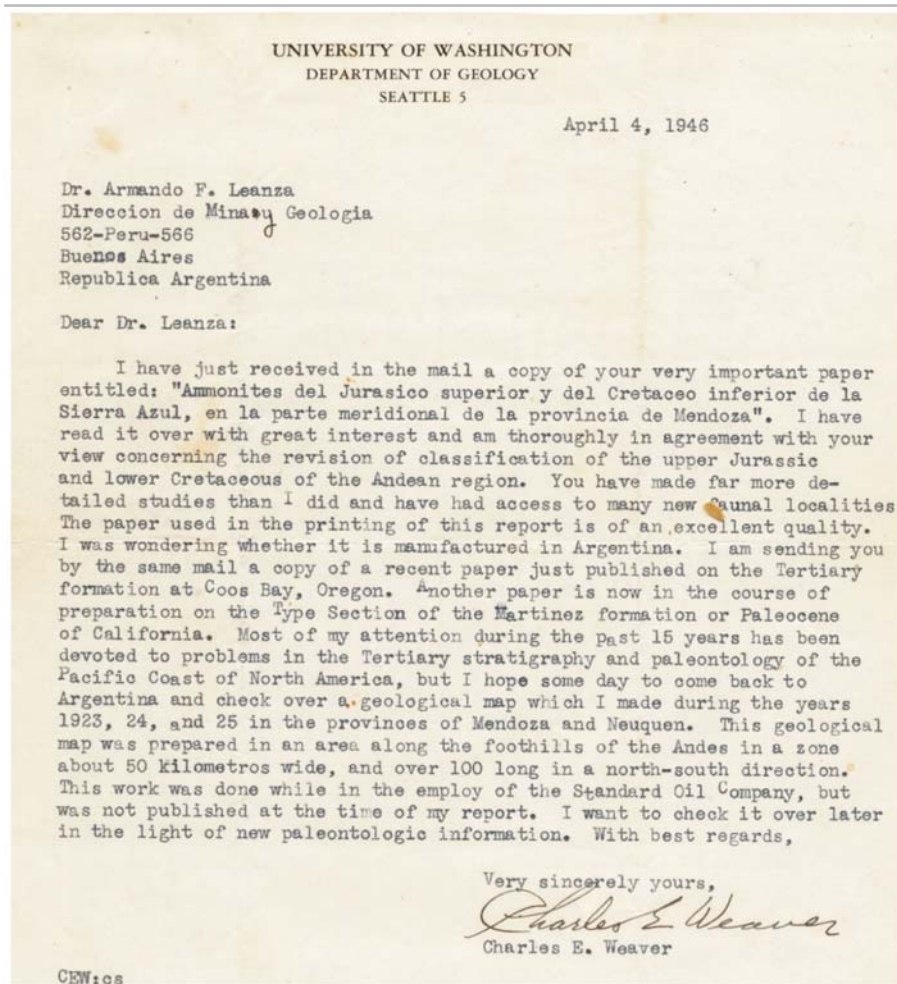 UNIVERSITY OF WASHINGTON
DEPARTMENT OF GEOLOGY
SEATTLE 5
April 4, 1946
Dr. Armando F. Leanza
Direccion de Minas y Geologia
562-Peru-566
Buenos Aires
Republica Argentina
Dear Dr. Leanza:
I have just received in the mail a copy of your very important paper
entitled: "Ammonites del Jurasico superior y del Cretaceo inferior de la
Sierra Azul, en la parte meridional de la provincia de Mendoza". I have
read it over with great interest and am thoroughly in agreement with your
view concerning the revision of classification of the upper Jurassic
and lower Cretaceous of the Andean region. You have made far more de-
tailed studies than I did and have had access to many new faunal localities
The paper used in the printing of this report is of an excellent quality.
I was wondering whether it is manufactured in Argentina. I am sending you
by the same mail a copy of a recent paper just published on the Tertiary
formation at Coos Bay, Oregon. Another paper is now in the course of
preparation on the Type Section of the Martinez formation or Paleocene
of California. Most of my attention during the past 15 years has been
devoted to problems in the Tertiary stratigraphy and paleontology of the
Pacific Coast of North America, but I hope some day to come back to
Argentina and check over a geological map which I made during the years
1923, 24, and 25 in the provinces of Mendoza and Neuquen. This geological
map was prepared in an area along the foothills of the Andes in a zone
about 50 kilometros wide, and over 100 long in a north-south direction.
This work was done while in the employ of the Standard Oil Company, but
was not published at the time of my report. I want to check it over later
in the light of new paleontologic information. With best regards,
Very sincerely yours,
Charles E Weaver
Charles E. Weaver
CEW:cs